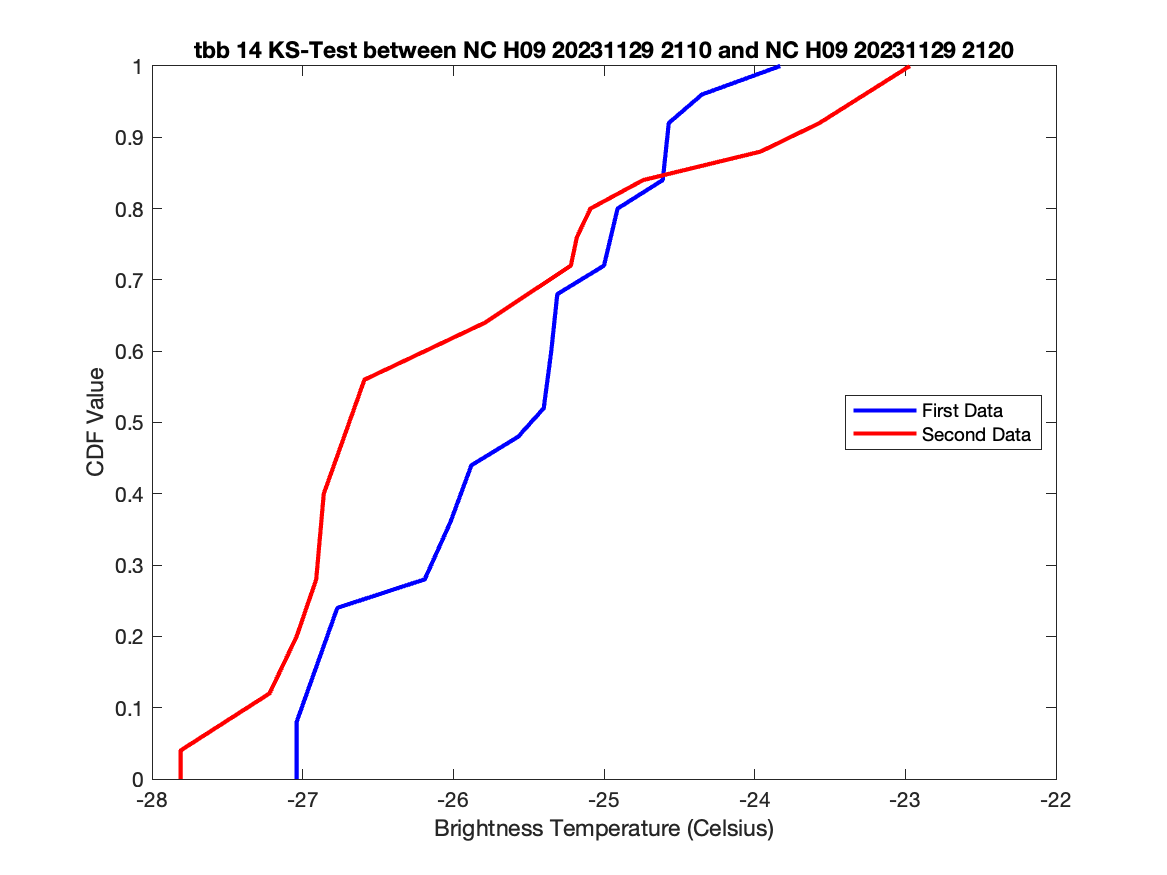 tbb 14 KS-Test between NC H09 20231129 2110 and NC H09 20231129 2120
1
0.9
0.8
0.7
0.6
0.5
0.4
0.3
0.2
0.1
0
CDF Value
First Data
Second Data
-28 -27 -26 -25 -24 -23 -22
Brightness Temperature (Celsius)